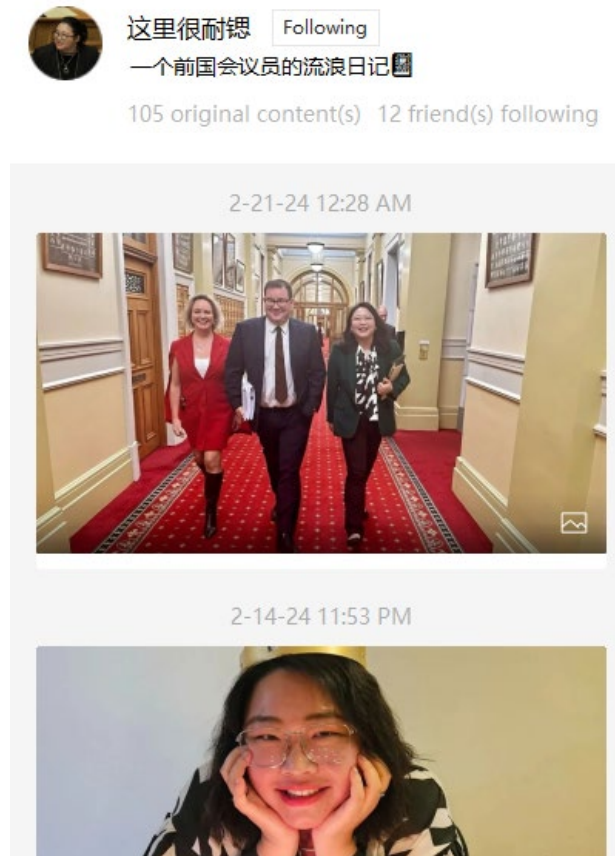 这里很耐锶 Following
一个前国会议员的流浪日记📓
105 original content(s) 12 friend(s) following
2-21-24 12:28 AM
2-14-24 11:53 PM